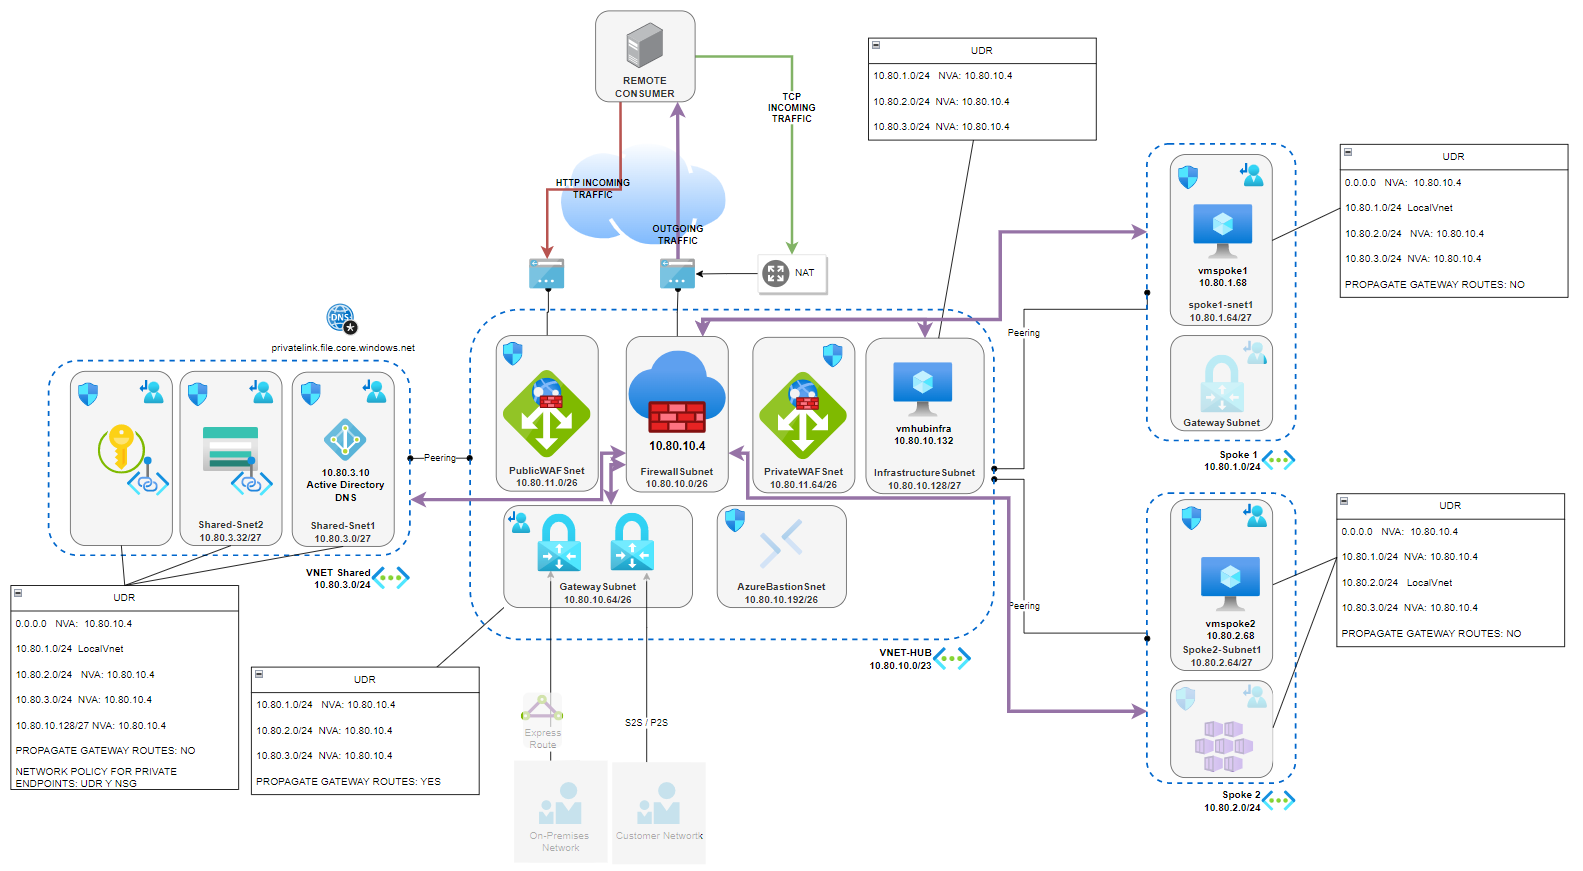 REMOTE
CONSUMER
TCP
INCOMING
TRAFFIC
HTTP INCOMING
TRAFFIC
OUTGOING
TRAFFIC
NAT
UDR
10.80.1.0/24 NVA: 10.80.10.4
10.80.2.0/24 NVA: 10.80.10.4
10.80.3.0/24 NVA: 10.80.10.4
vmspoke1
10.80.1.68
spoke1-snet1
10.80.1.64/27
GatewaySubnet
Spoke 1
10.80.1.0/24
UDR
0.0.0.0 NVA: 10.80.10.4
10.80.1.0/24 LocalVnet
10.80.2.0/24 NVA: 10.80.10.4
10.80.3.0/24 NVA: 10.80.10.4
PROPAGATE GATEWAY ROUTES: NO
DNS
privatelink.file.core.windows.net
Shared-Snet2
10.80.3.32/27
10.80.3.10
Active Directory
DNS
Shared-Snet1
10.80.3.0/27
VNET Shared
10.80.3.0/24
Peering
PublicWAFSnet
10.80.11.0/26
10.80.10.4
FirewallSubnet
10.80.10.0/26
PrivateWAFSnet
10.80.11.64/26
vmhubinfra
10.80.10.132
InfrastructureSubnet
10.80.10.128/27
Peering
Peering
GatewaySubnet
10.80.10.64/26
AzureBastionSnet
10.80.10.192/26
VNET-HUB
10.80.10.0/23
vmspoke2
10.80.2.68
Spoke2-Subnet1
10.80.2.64/27
Spoke 2
10.80.2.0/24
UDR
0.0.0.0 NVA: 10.80.10.4
10.80.1.0/24 NVA: 10.80.10.4
10.80.2.0/24 LocalVnet
10.80.3.0/24 NVA: 10.80.10.4
PROPAGATE GATEWAY ROUTES: NO
UDR
0.0.0.0 NVA: 10.80.10.4
10.80.1.0/24 LocalVnet
10.80.2.0/24 NVA: 10.80.10.4
10.80.3.0/24 NVA: 10.80.10.4
10.80.10.128/27 NVA: 10.80.10.4
PROPAGATE GATEWAY ROUTES: NO
NETWORK POLICY FOR PRIVATE
ENDPOINTS: UDR Y NSG
UDR
10.80.1.0/24 NVA: 10.80.10.4
10.80.2.0/24 NVA: 10.80.10.4
10.80.3.0/24 NVA: 10.80.10.4
PROPAGATE GATEWAY ROUTES: YES
Express
Route
S2S / P2S
On-Premises
Network
Customer Network